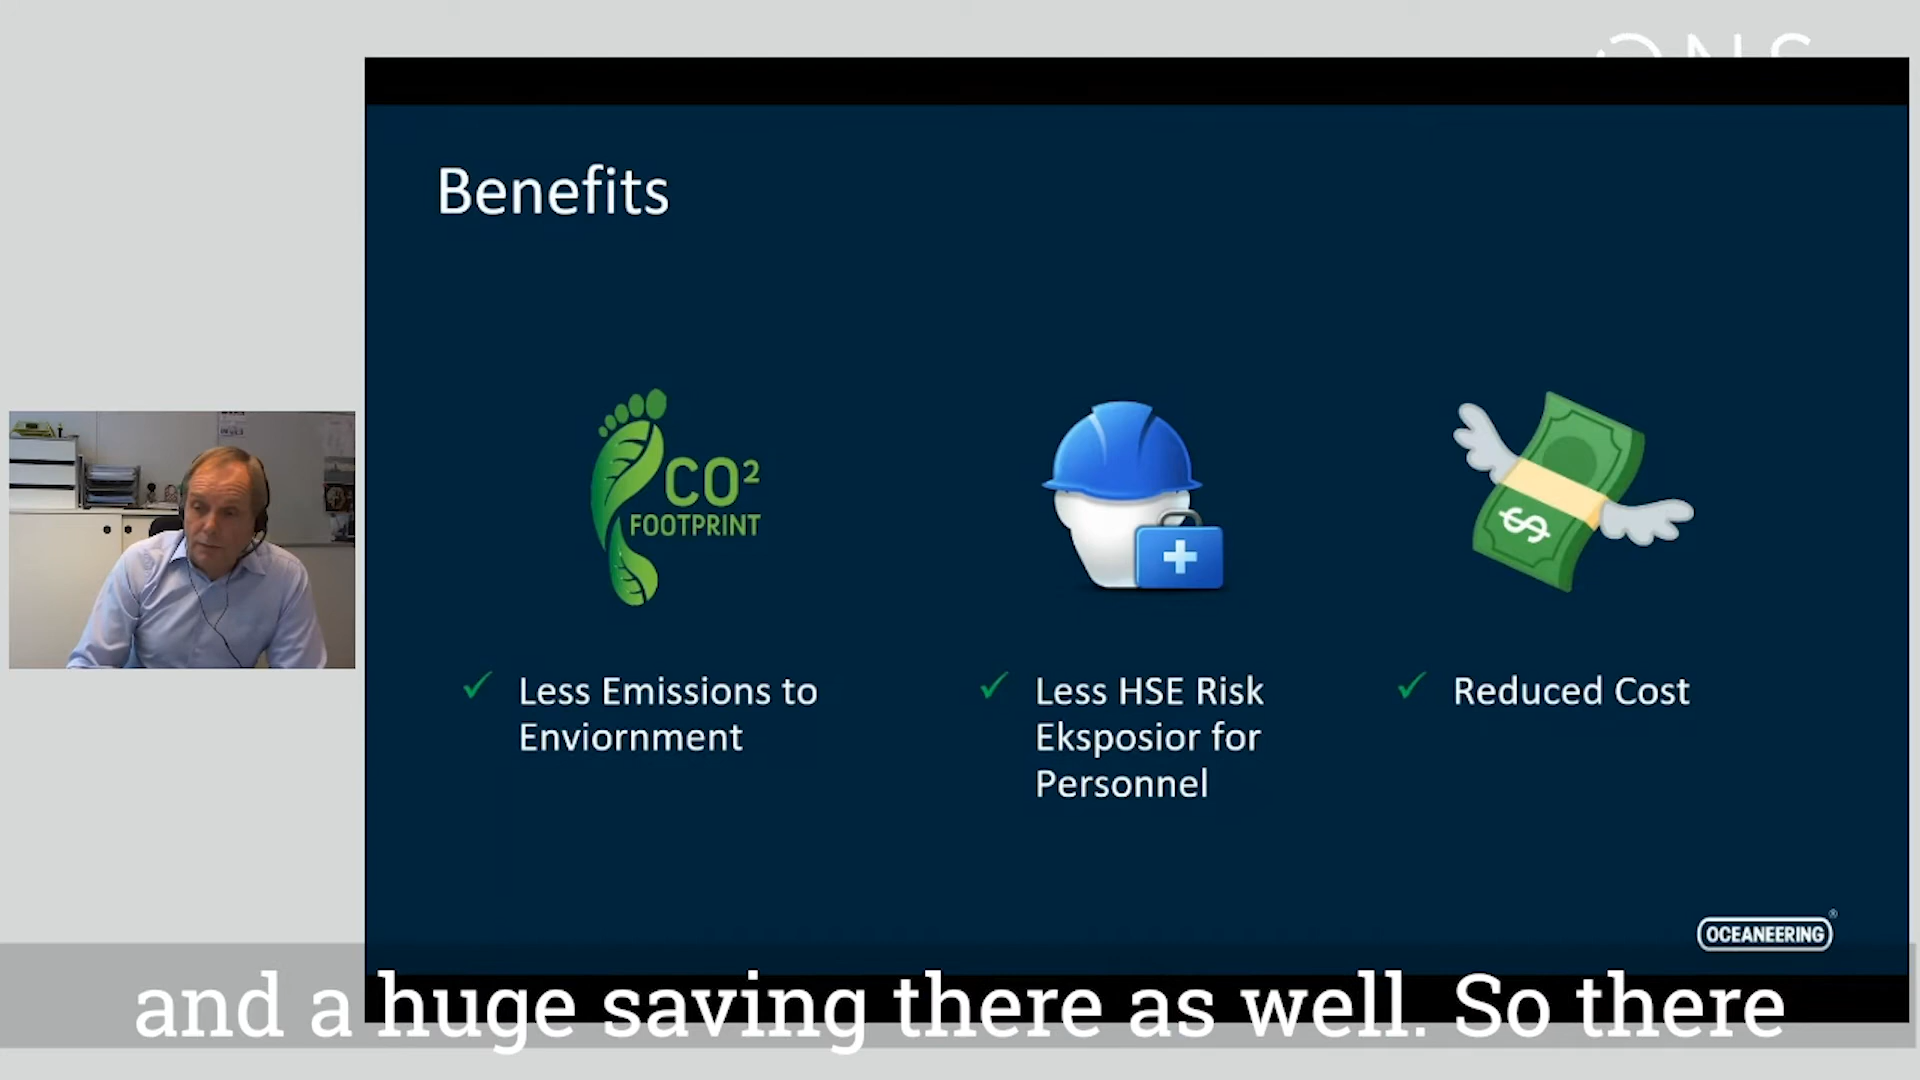 ONS
Benefits
CO²
FOOTPRINT
$
Less Emissions to
Enviornment
Less HSE Risk
Eksposior for
Personnel
Reduced Cost
OCEANEERING®
and a huge saving there as well. So there